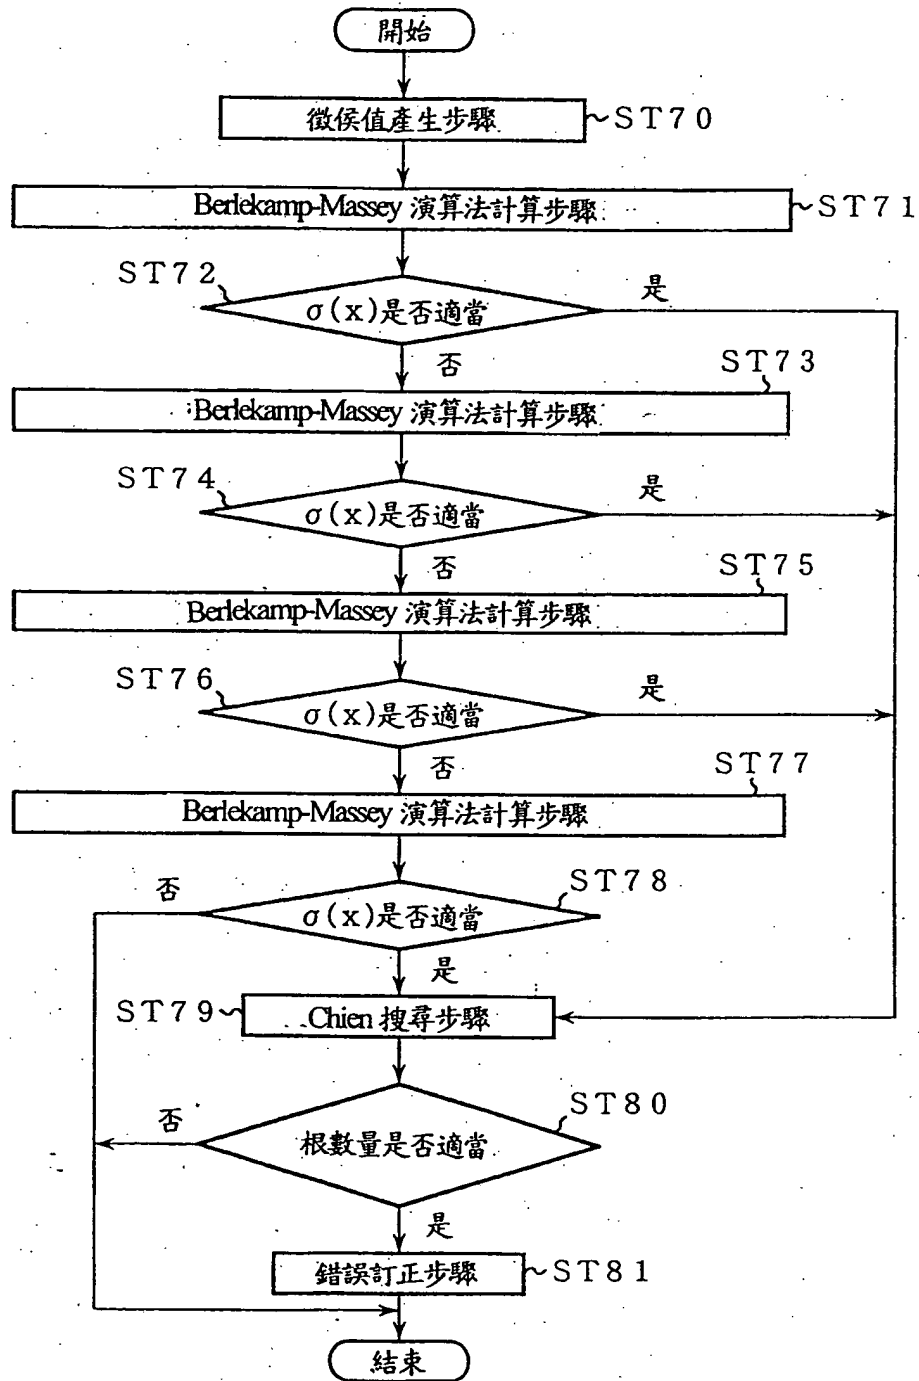 開始
徵侯值產生步驟
ST70
Berlekamp-Massey 演算法計算步驟
ST71
ST72
σ(x)是否適當
是
否
ST73
Berlekamp-Massey 演算法計算步驟
ST74
σ(x)是否適當
是
否
ST75
Berlekamp-Massey 演算法計算步驟
ST76
σ(x)是否適當
是
否
ST77
Berlekamp-Massey 演算法計算步驟
否
σ(x)是否適當
ST78
是
ST79
Chien 搜尋步驟
否
根數量是否適當
ST80
是
錯誤訂正步驟
ST81
結束